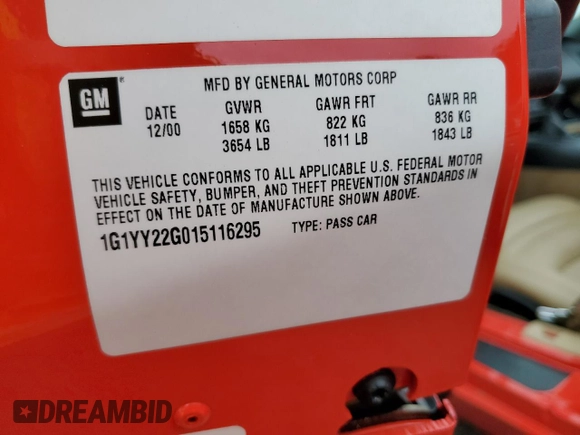 GM
MFD BY GENERAL MOTORS CORP
DATE GVWR GAWR FRT GAWR RR
12/00 1658 KG 822 KG 836 KG
3654 LB 1811 LB 1843 LB
THIS VEHICLE CONFORMS TO ALL APPLICABLE U.S. FEDERAL MOTOR
VEHICLE SAFETY, BUMPER, AND THEFT PREVENTION STANDARDS IN
EFFECT ON THE DATE OF MANUFACTURE SHOWN ABOVE.
1G1YY22G015116295 TYPE: PASS CAR
DREAMBID